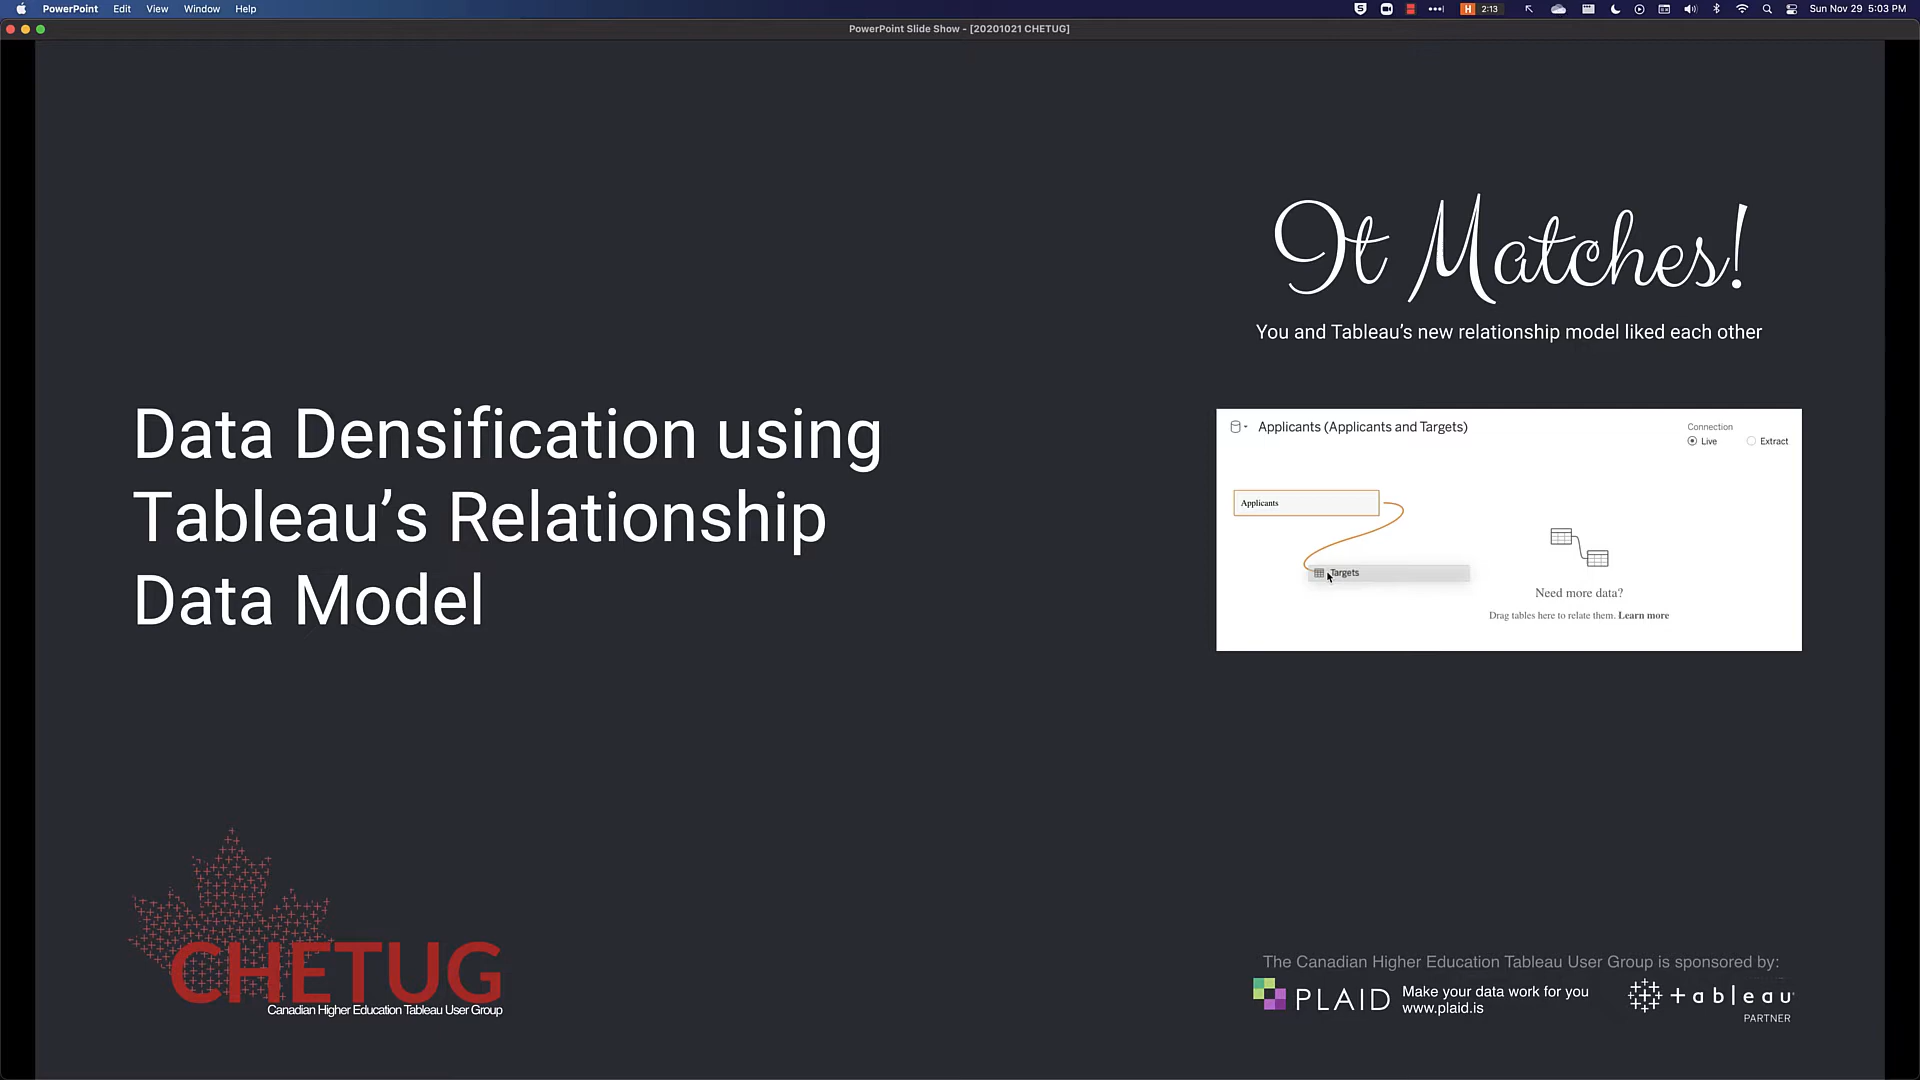 PowerPoint Edit View Window Help
2:13
Sun Nov 29 5:03 PM
PowerPoint Slide Show - [20201021 CHETUG]
It Matches!
You and Tableau's new relationship model liked each other
Data Densification using
Tableau's Relationship
Data Model
Applicants (Applicants and Targets)
Connection
Live Extract
Applicants
Targets
Need more data?
Drag tables here to relate them. Learn more
CHETUG
Canadian Higher Education Tableau User Group
The Canadian Higher Education Tableau User Group is sponsored by:
PLAID
Make your data work for you
www.plaid.is
+ableau
PARTNER